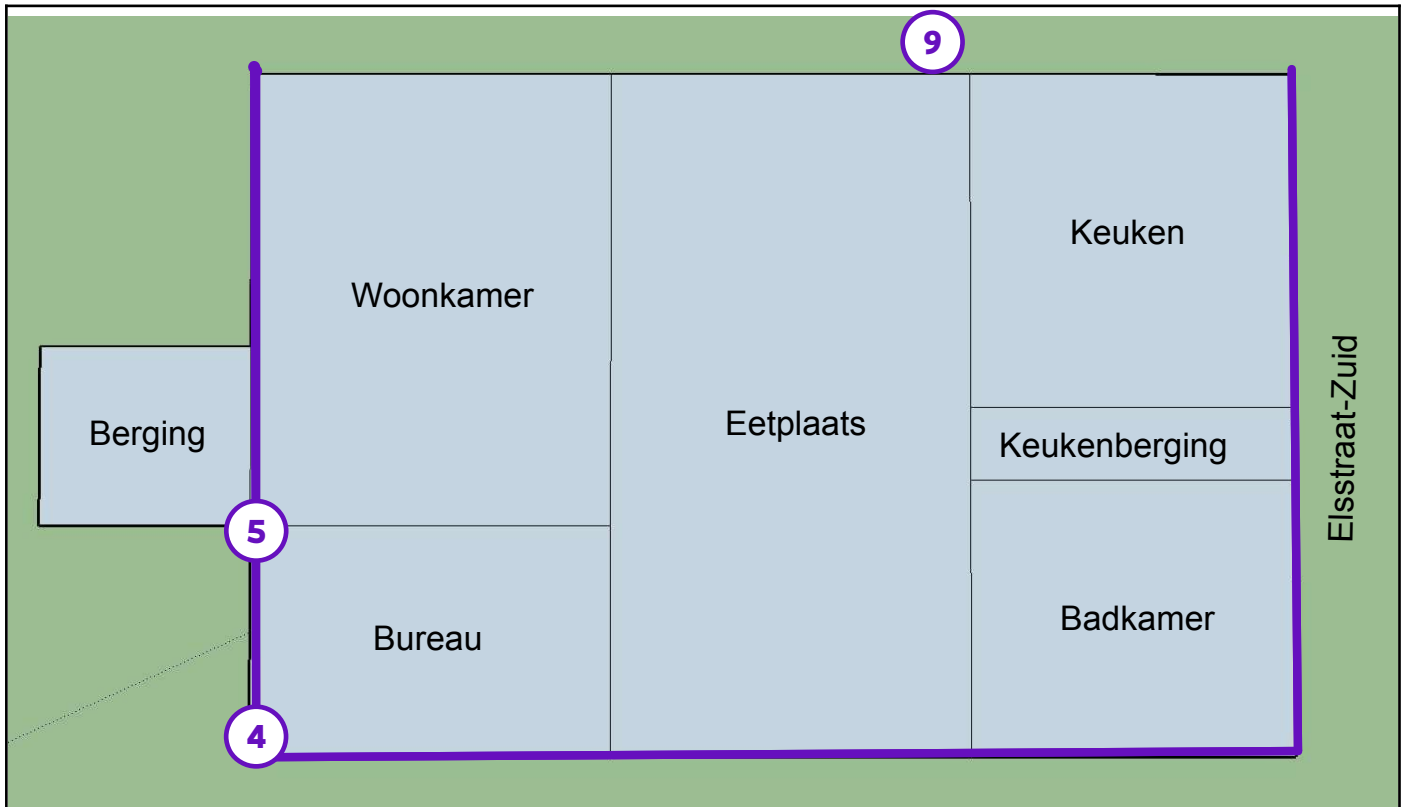 9
Keuken
Woonkamer
Berging
Eetplaats
Keukenberging
Elsstraat-Zuid
5
Bureau
Badkamer
4